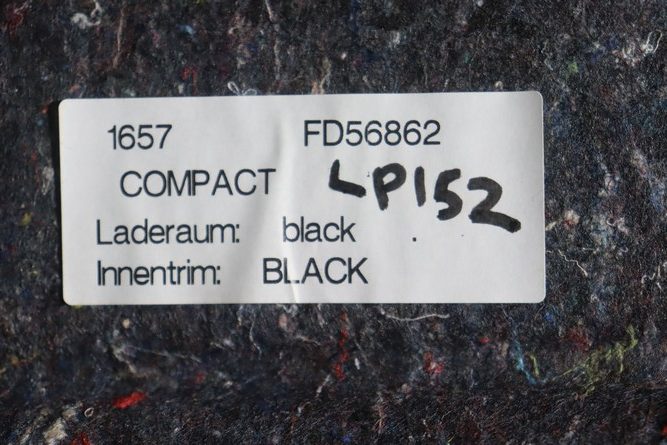 1657 FD56862
COMPACT LP152
Laderaum: black
Innentrim: BLACK